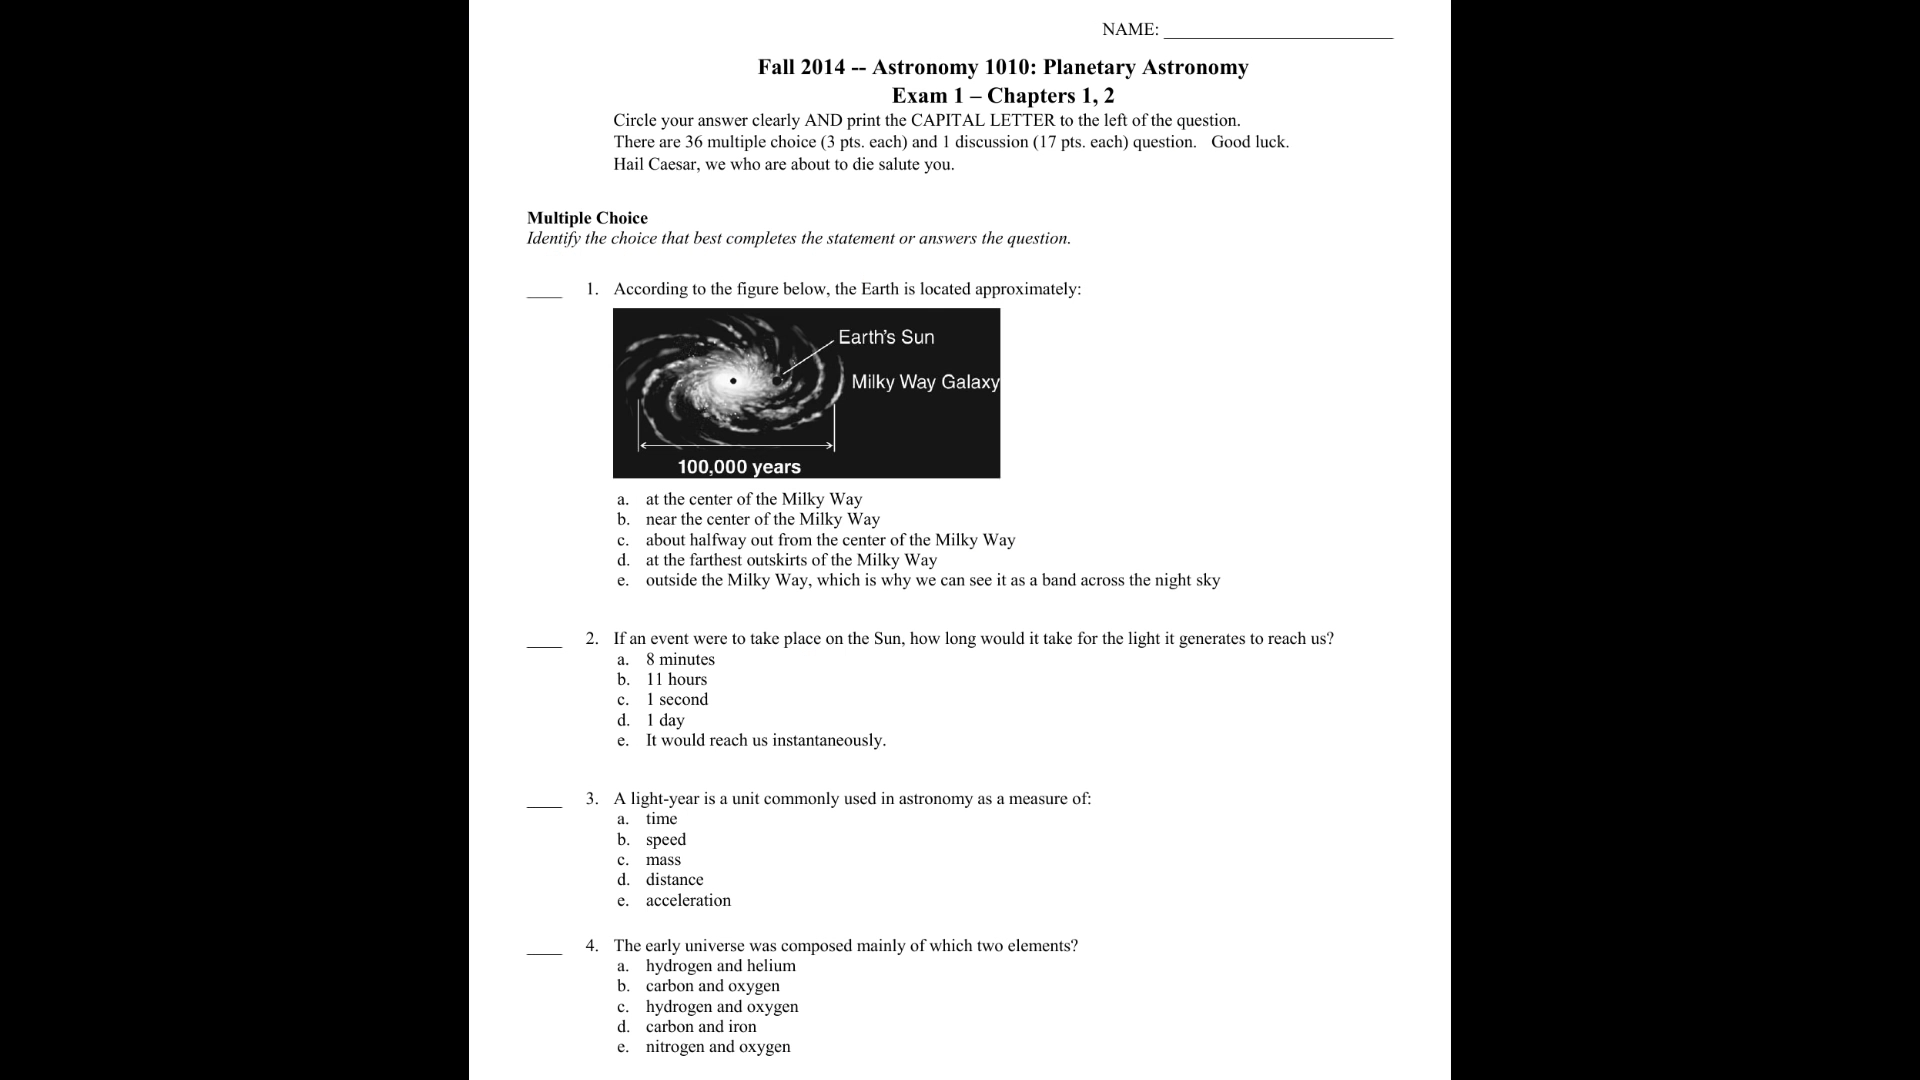 NAME: __________________________
Fall 2014 -- Astronomy 1010: Planetary Astronomy
Exam 1 – Chapters 1, 2
Circle your answer clearly AND print the CAPITAL LETTER to the left of the question.
There are 36 multiple choice (3 pts. each) and 1 discussion (17 pts. each) question. Good luck.
Hail Caesar, we who are about to die salute you.
Multiple Choice
Identify the choice that best completes the statement or answers the question.
____ 1. According to the figure below, the Earth is located approximately:
Earth's Sun
Milky Way Galaxy
100,000 years
a. at the center of the Milky Way
b. near the center of the Milky Way
c. about halfway out from the center of the Milky Way
d. at the farthest outskirts of the Milky Way
e. outside the Milky Way, which is why we can see it as a band across the night sky
____ 2. If an event were to take place on the Sun, how long would it take for the light it generates to reach us?
a. 8 minutes
b. 11 hours
c. 1 second
d. 1 day
e. It would reach us instantaneously.
____ 3. A light-year is a unit commonly used in astronomy as a measure of:
a. time
b. speed
c. mass
d. distance
e. acceleration
____ 4. The early universe was composed mainly of which two elements?
a. hydrogen and helium
b. carbon and oxygen
c. hydrogen and oxygen
d. carbon and iron
e. nitrogen and oxygen